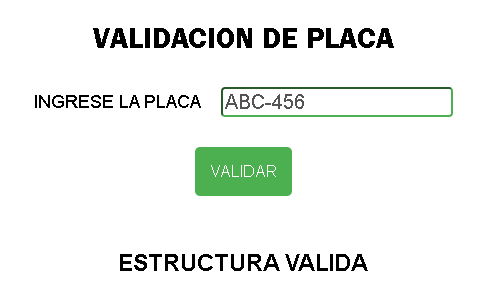 VALIDACION DE PLACA
INGRESE LA PLACA ABC-456
VALIDAR
ESTRUCTURA VALIDA